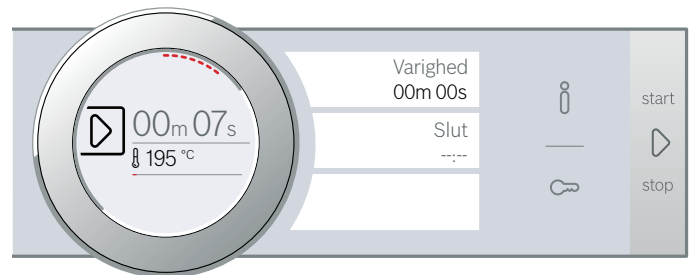 00m 07s
195 °C
Varighed
00m 00s
Slut
--:--
start
stop